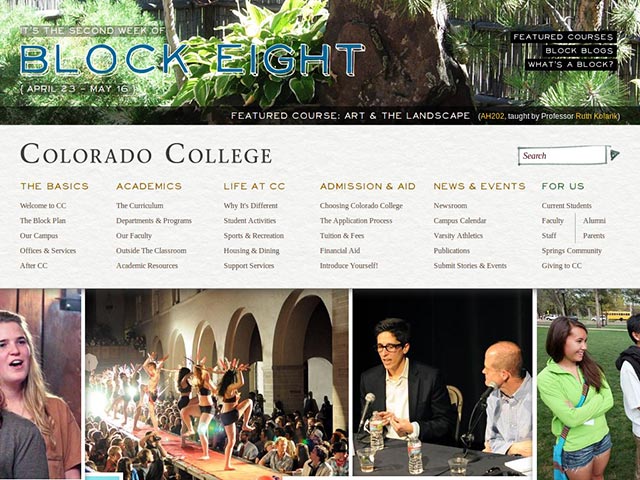 IT'S THE SECOND WEEK OF
BLOCK EIGHT
{ APRIL 23 – MAY 16 }
FEATURED COURSES
BLOCK BLOGS
WHAT'S A BLOCK?
FEATURED COURSE: ART & THE LANDSCAPE (AH202, taught by Professor Ruth Kolarik)
COLORADO COLLEGE
Search
THE BASICS
Welcome to CC
The Block Plan
Our Campus
Offices & Services
After CC
ACADEMICS
The Curriculum
Departments & Programs
Our Faculty
Outside The Classroom
Academic Resources
LIFE AT CC
Why It's Different
Student Activities
Sports & Recreation
Housing & Dining
Support Services
ADMISSION & AID
Choosing Colorado College
The Application Process
Tuition & Fees
Financial Aid
Introduce Yourself!
NEWS & EVENTS
Newsroom
Campus Calendar
Varsity Athletics
Publications
Submit Stories & Events
FOR US
Current Students
Faculty Alumni
Staff Parents
Springs Community
Giving to CC